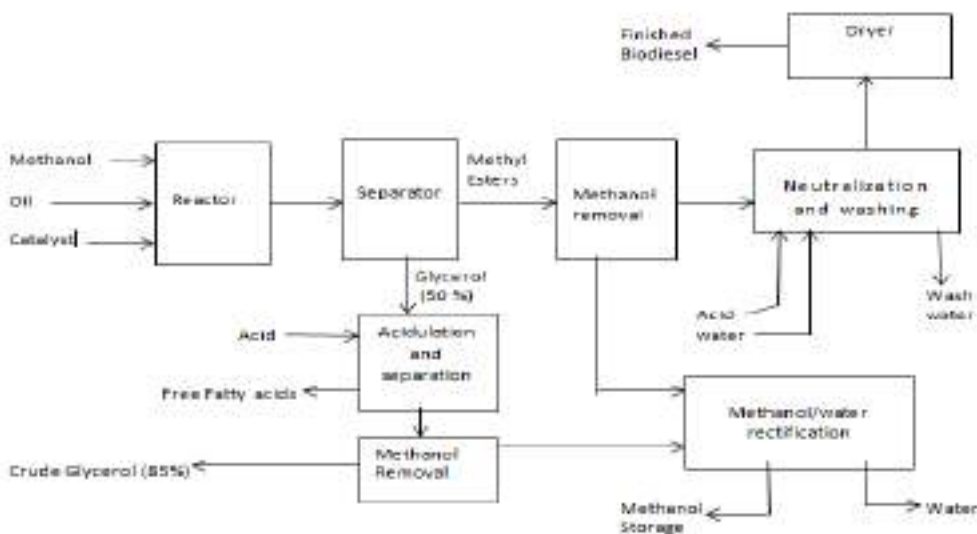 Finished
Biodiesel
Dryer
Methanol
Oil
Catalyst
Reactor
Separator
Methyl
Esters
Methanol
removal
Neutralization
and washing
Glycerol
(50 %)
Acid
water
Wash
water
Acid
Acidulation
and
separation
Free Fatty acids
Methanol/water
rectification
Crude Glycerol (85%)
Methanol
Removal
Methanol
Storage
Water